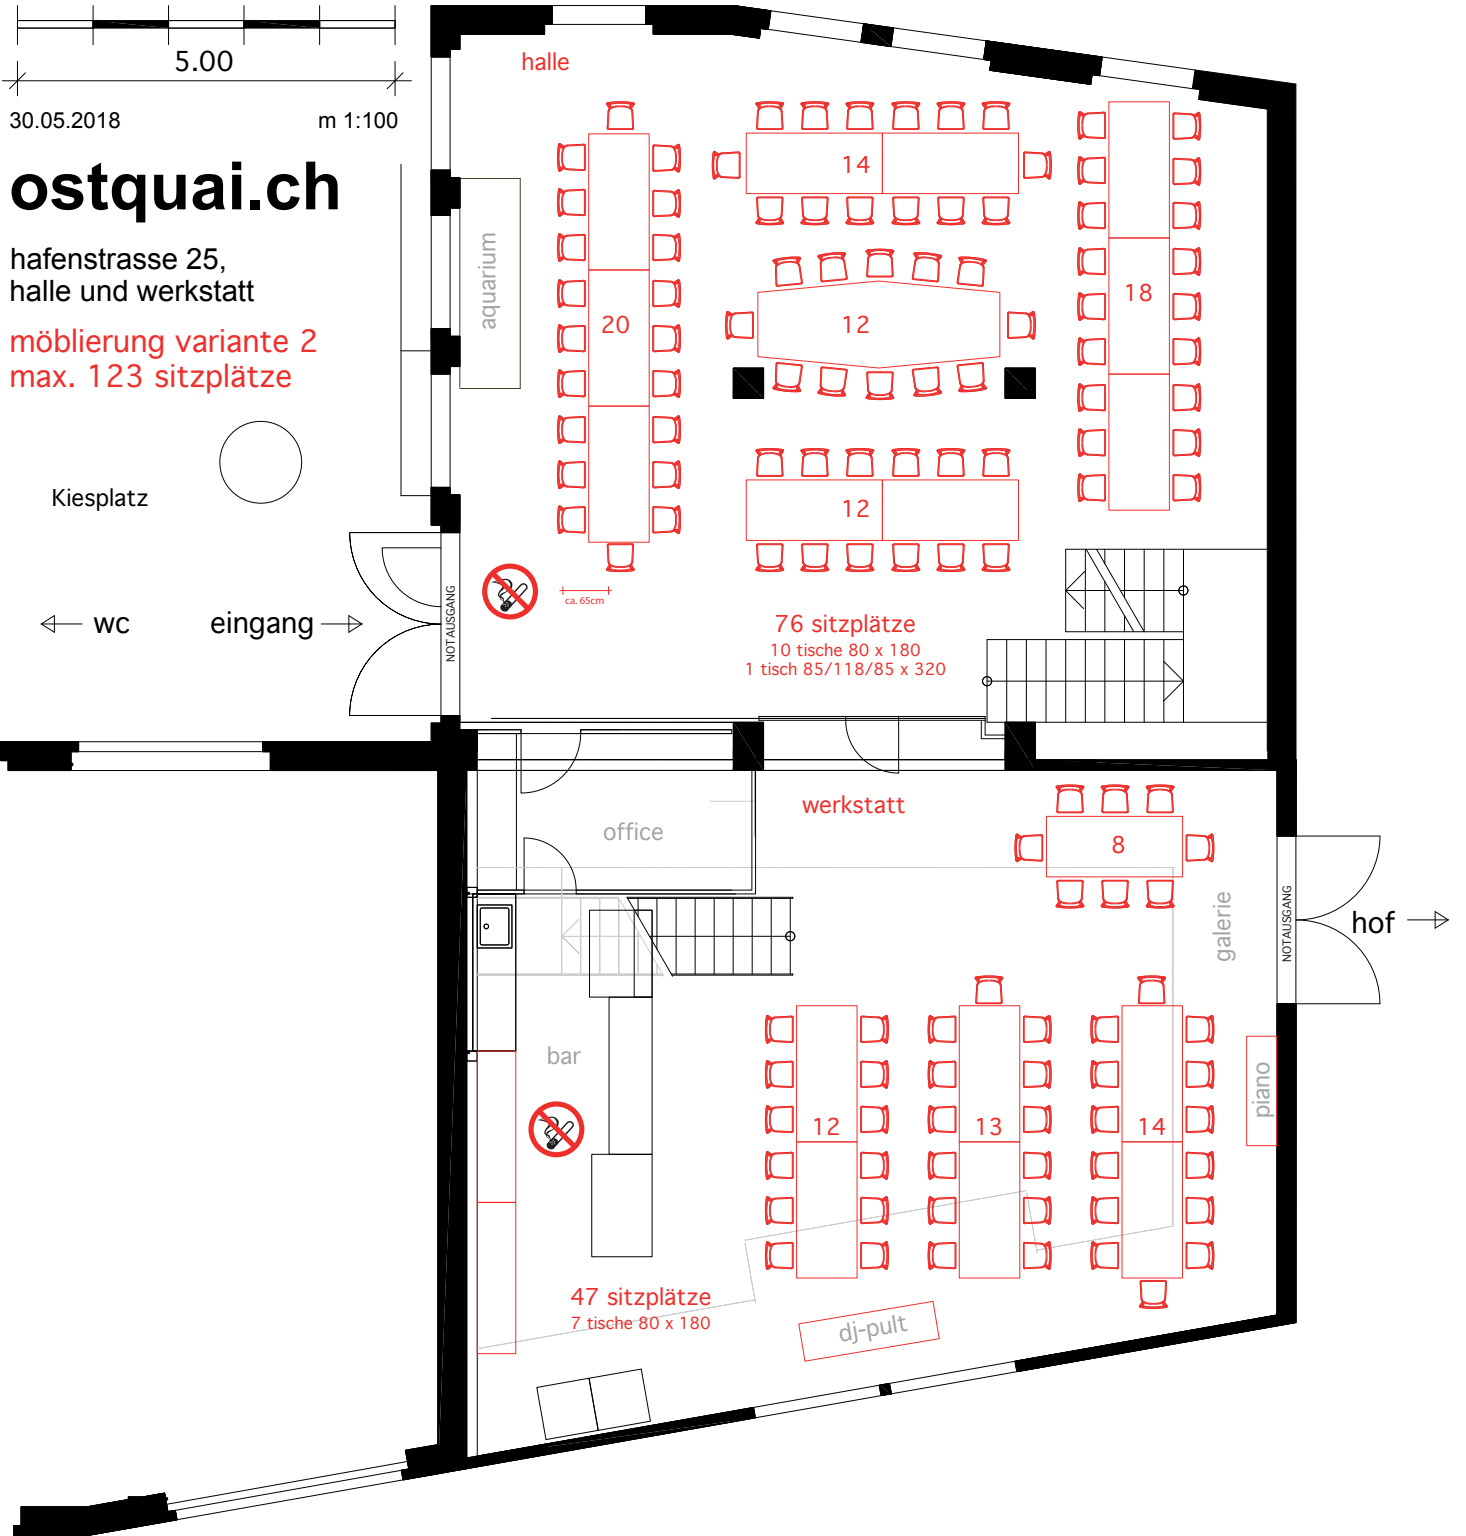 5.00
30.05.2018
m 1:100
ostquai.ch
hafenstrasse 25,
halle und werkstatt
möblierung variante 2
max. 123 sitzplätze
Kiesplatz
wc
eingang
NOTAUSGANG
halle
aquarium
20
14
12
18
12
ca. 65cm
76 sitzplätze
10 tische 80 x 180
1 tisch 85/118/85 x 320
office
werkstatt
8
galerie
NOTAUSGANG
hof
bar
12
13
14
piano
47 sitzplätze
7 tische 80 x 180
dj-pult